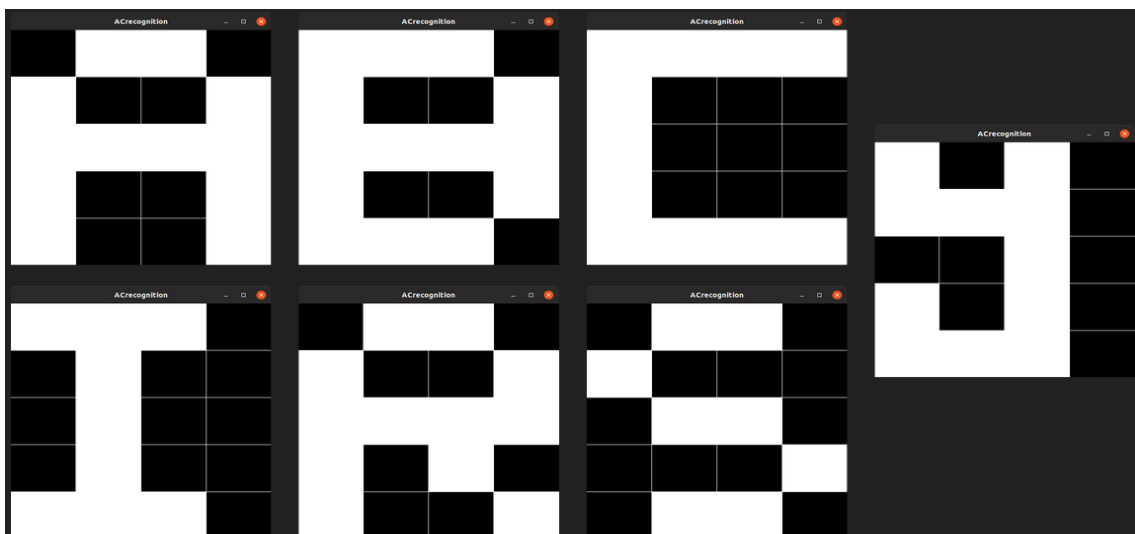 ACrecognition
A
ACrecognition
B
ACrecognition
C
ACrecognition
y
ACrecognition
I
ACrecognition
R
ACrecognition
S